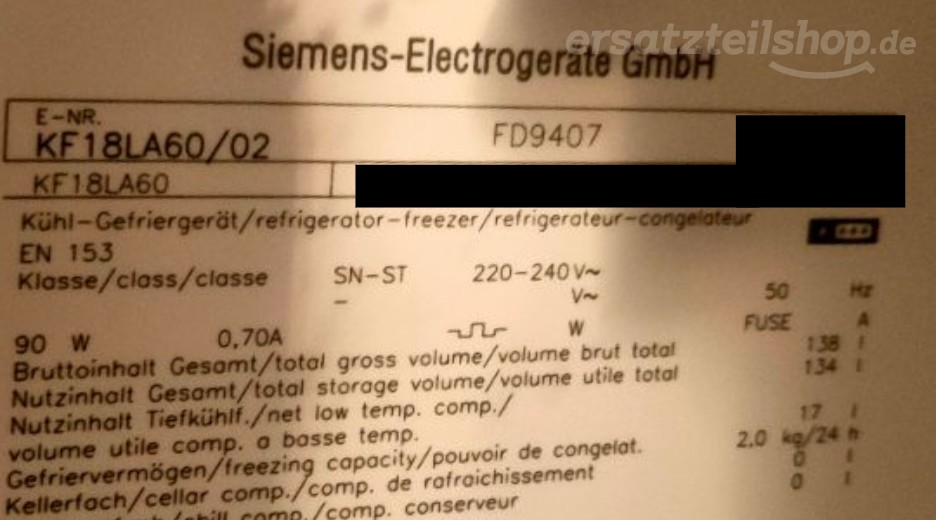 ersatzteilshop.de
Siemens-Electrogeräte GmbH
E-NR.
KF18LA60/02 FD9407
KF18LA60
Kühl-Gefriergerät/refrigerator-freezer/refrigerateur-congelateur
EN 153
Klasse/class/classe SN-ST 220-240V~ 50 Hz
- V~
90 W 0,70A W FUSE A
Bruttoinhalt Gesamt/total gross volume/volume brut total 138 l
Nutzinhalt Gesamt/total storage volume/volume utile total 134 l
Nutzinhalt Tiefkühlf./net low temp. comp./
volume utile comp. a basse temp. 17 l
Gefriervermögen/freezing capacity/pouvoir de congelat. 2.0 kg/24 h
Kellerfach/cellar comp./comp. de rafraichissement 0 l
comp./comp. conserveur 0 l